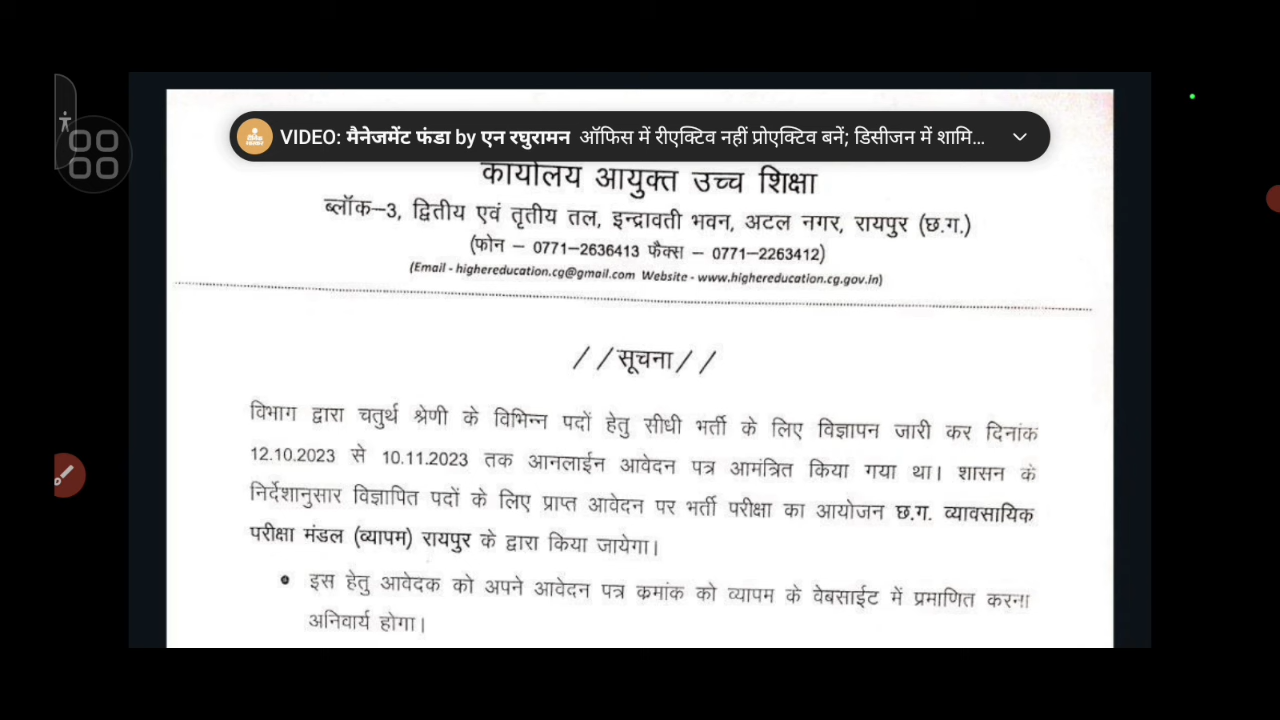 VIDEO: मैनेजमेंट फंडा by एन रघुरामन ऑफिस में रीएक्टिव नहीं प्रोएक्टिव बनें; डिसीजन में शामि...
कार्यालय आयुक्त उच्च शिक्षा
ब्लॉक–3, द्वितीय एवं तृतीय तल, इन्द्रावती भवन, अटल नगर, रायपुर (छ.ग.)
(फोन – 0771–2636413 फैक्स – 0771–2263412)
(Email - highereducation.cg@gmail.com Website - www.highereducation.cg.gov.in)
//सूचना//
विभाग द्वारा चतुर्थ श्रेणी के विभिन्न पदों हेतु सीधी भर्ती के लिए विज्ञापन जारी कर दिनांक
12.10.2023 से 10.11.2023 तक आनलाईन आवेदन पत्र आमंत्रित किया गया था। शासन के
निर्देशानुसार विज्ञापित पदों के लिए प्राप्त आवेदन पर भर्ती परीक्षा का आयोजन छ.ग. व्यावसायिक
परीक्षा मंडल (व्यापम) रायपुर के द्वारा किया जायेगा।
• इस हेतु आवेदक को अपने आवेदन पत्र कमांक को व्यापम के वेबसाईट में प्रमाणित करना
अनिवार्य होगा।